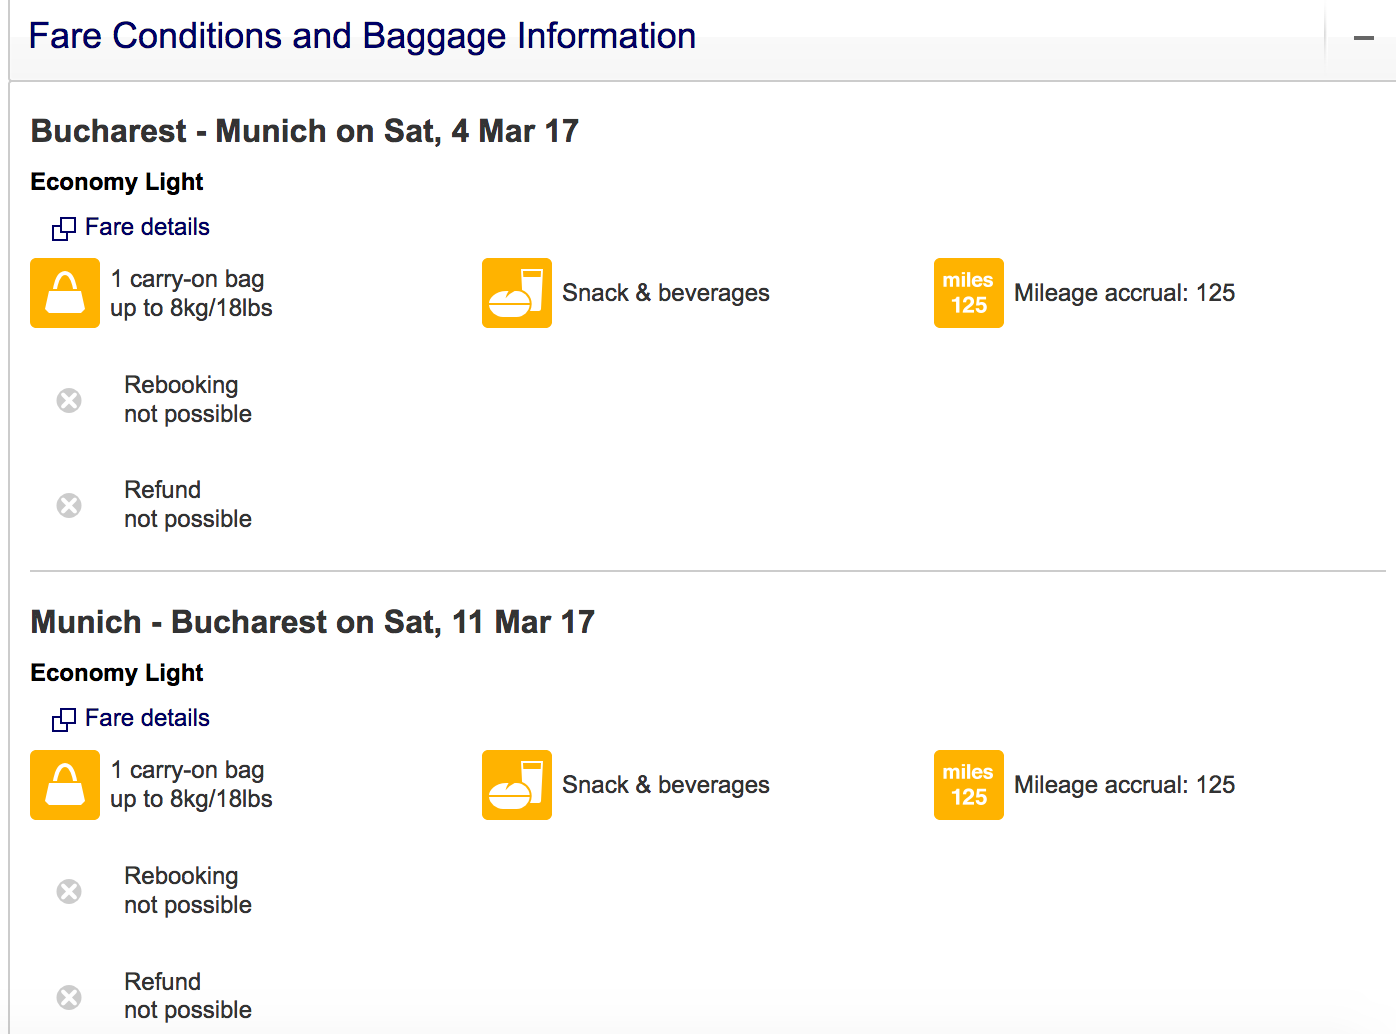 Fare Conditions and Baggage Information
Bucharest - Munich on Sat, 4 Mar 17
Economy Light
Fare details
1 carry-on bag
up to 8kg/18lbs
Snack & beverages
miles
125
Mileage accrual: 125
Rebooking
not possible
Refund
not possible
Munich - Bucharest on Sat, 11 Mar 17
Economy Light
Fare details
1 carry-on bag
up to 8kg/18lbs
Snack & beverages
miles
125
Mileage accrual: 125
Rebooking
not possible
Refund
not possible